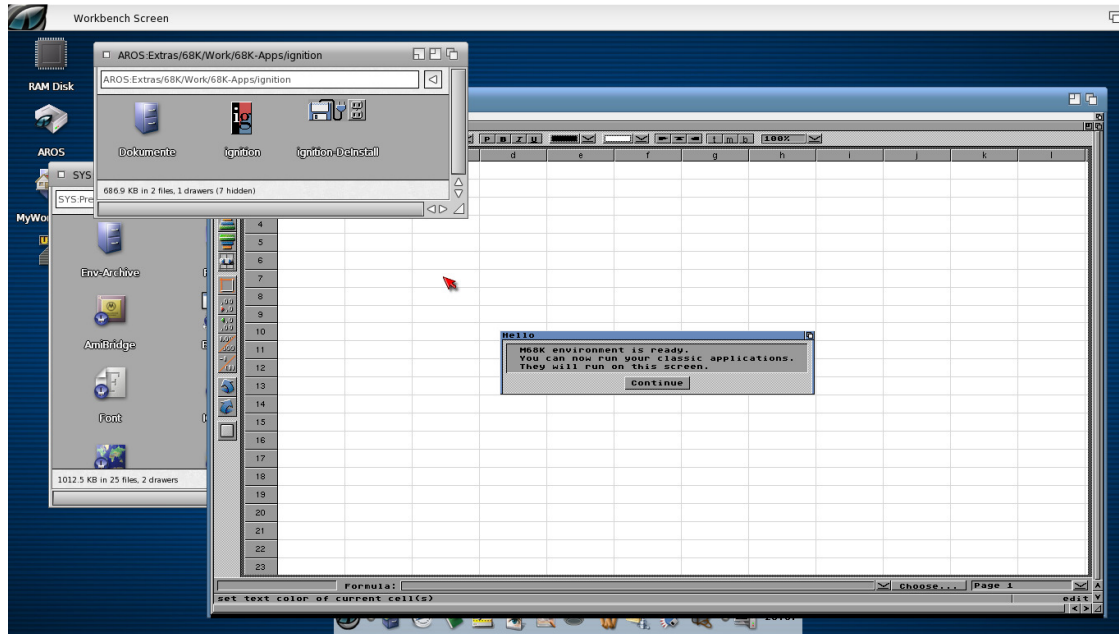 Workbench Screen
RAM Disk
AROS
AROS:Extras/68K/Work/68K-Apps/ignition
AROS:Extras/68K/Work/68K-Apps/ignition
Dokumente
ignition
ignition-DeInstall
686.9 KB in 2 files, 1 drawers (7 hidden)
SYS
SYS:Pre
MyWo
Env-Archive
AmiBridge
Font
1012.5 KB in 25 files, 2 drawers
P B I U
l m b
100%
d e f g h i j k l
4
5
6
7
8
9
10
11
12
13
14
15
16
17
18
19
20
21
22
23
Hello
M68K environment is ready.
You can now run your classic applications.
They will run on this screen.
Continue
Formula:
Choose...
Page 1
set text color of current cell(s)
edit